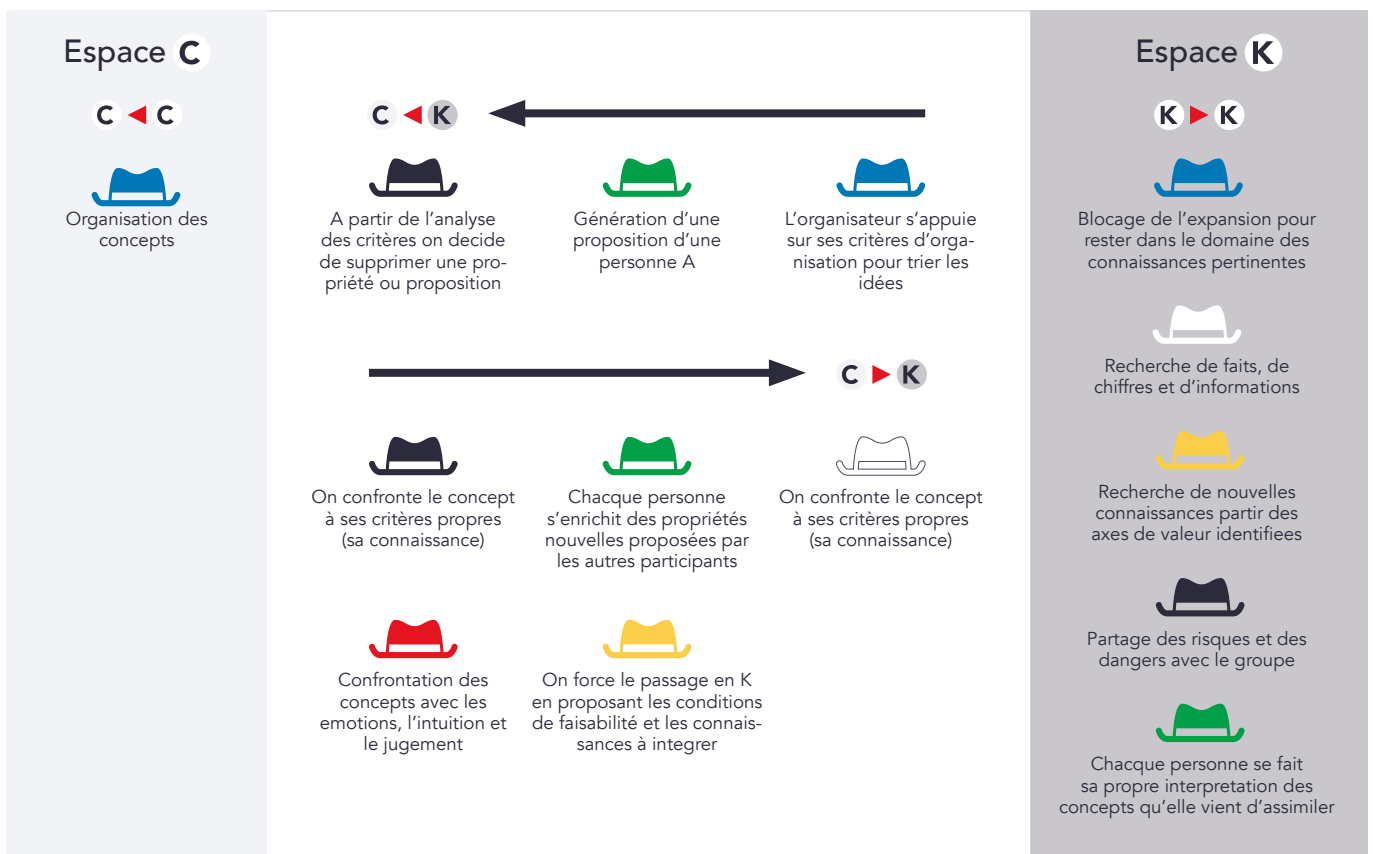 Espace C
C C
Organisation des
concepts
C K
A partir de l'analyse
des critères on decide
de supprimer une pro-
priété ou proposition
Génération d'une
proposition d'une
personne A
L'organisateur s'appuie
sur ses critères d'orga-
nisation pour trier les
idées
C K
On confronte le concept
à ses critères propres
(sa connaissance)
Chacque personne
s'enrichit des propriétés
nouvelles proposées par
les autres participants
On confronte le concept
à ses critères propres
(sa connaissance)
Confrontation des
concepts avec les
emotions, l'intuition et
le jugement
On force le passage en K
en proposant les conditions
de faisabilité et les connais-
sances à integrer
Espace K
K K
Blocage de l'expansion pour
rester dans le domaine des
connaissances pertinentes
Recherche de faits, de
chiffres et d'informations
Recherche de nouvelles
connaissances partir des
axes de valeur identifiees
Partage des risques et des
dangers avec le groupe
Chacque personne se fait
sa propre interpretation des
concepts qu'elle vient d'assimiler